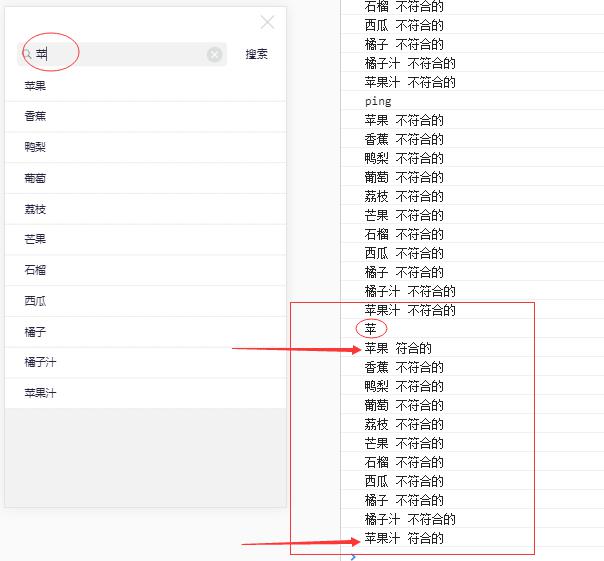 苹
搜索
苹果
香蕉
鸭梨
葡萄
荔枝
芒果
石榴
西瓜
橘子
橘子汁
苹果汁
石榴 不符合的
西瓜 不符合的
橘子 不符合的
橘子汁 不符合的
苹果汁 不符合的
ping
苹果 不符合的
香蕉 不符合的
鸭梨 不符合的
葡萄 不符合的
荔枝 不符合的
芒果 不符合的
石榴 不符合的
西瓜 不符合的
橘子 不符合的
橘子汁 不符合的
苹果汁 不符合的
苹
苹果 符合的
香蕉 不符合的
鸭梨 不符合的
葡萄 不符合的
荔枝 不符合的
芒果 不符合的
石榴 不符合的
西瓜 不符合的
橘子 不符合的
橘子汁 不符合的
苹果汁 符合的